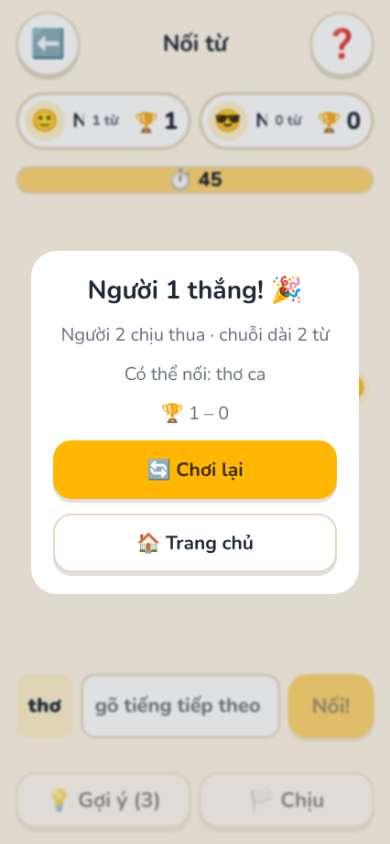 Nối từ
N 1 từ 🏆 1
N 0 từ 🏆 0
⏱️ 45
Người 1 thắng! 🎉
Người 2 chịu thua · chuỗi dài 2 từ
Có thể nối: thơ ca
🏆 1 – 0
🔄 Chơi lại
🏠 Trang chủ
thơ
gõ tiếng tiếp theo
Nối!
💡 Gợi ý (3)
🏳️ Chịu